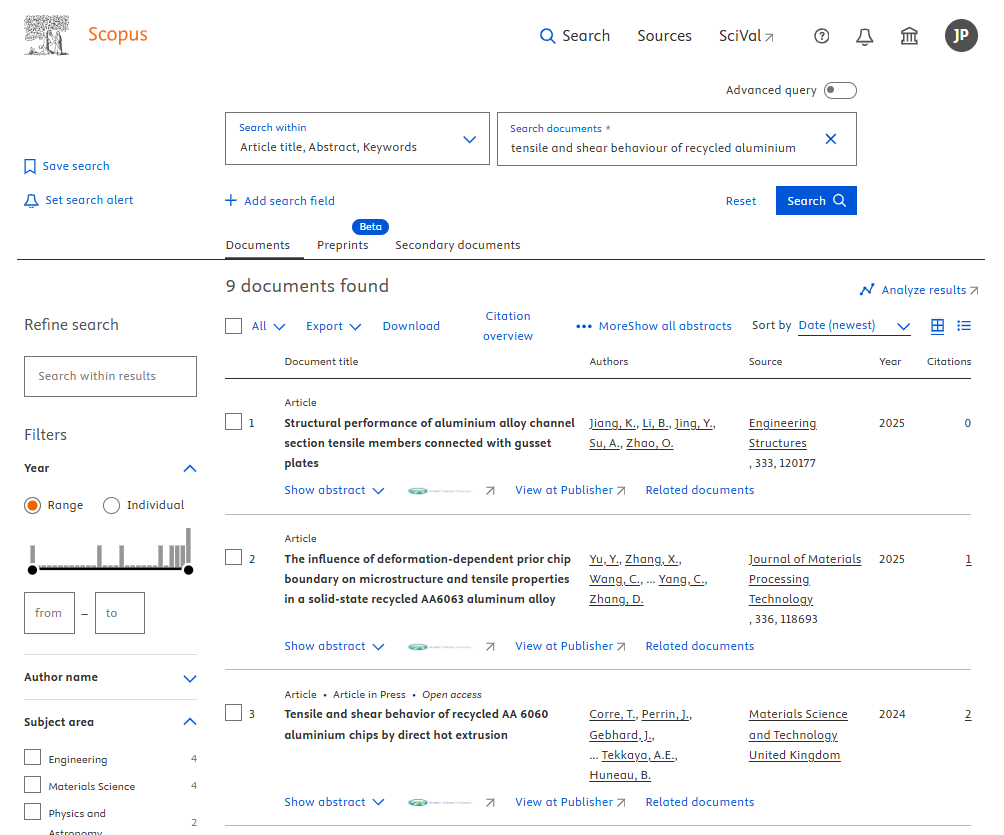 Scopus
Search Sources SciVal
JP
Advanced query
Search within
Article title, Abstract, Keywords
Search documents *
tensile and shear behaviour of recycled aluminium
Save search
Set search alert
Add search field
Reset
Search
Beta
Documents Preprints Secondary documents
9 documents found
Analyze results
Refine search
All Export Download Citation overview ••• MoreShow all abstracts Sort by Date (newest)
Search within results
Document title Authors Source Year Citations
Filters
Year
Range Individual
from – to
Author name
Subject area
Engineering 4
Materials Science 4
Physics and 2
Astronomy
Article
1 Structural performance of aluminium alloy channel
section tensile members connected with gusset
plates
Jiang, K., Li, B., Jing, Y.,
Su, A., Zhao, O.
Engineering
Structures
, 333, 120177
2025
0
Show abstract View at Publisher Related documents
Article
2 The influence of deformation-dependent prior chip
boundary on microstructure and tensile properties
in a solid-state recycled AA6063 aluminum alloy
Yu, Y., Zhang, X.,
Wang, C., ... Yang, C.,
Zhang, D.
Journal of Materials
Processing
Technology
, 336, 118693
2025
1
Show abstract View at Publisher Related documents
Article • Article in Press • Open access
3 Tensile and shear behavior of recycled AA 6060
aluminium chips by direct hot extrusion
Corre, T., Perrin, J.,
Gebhard, J.,
... Tekkaya, A.E.,
Huneau, B.
Materials Science
and Technology
United Kingdom
2024
2
Show abstract View at Publisher Related documents